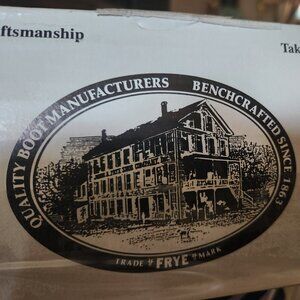 ftsmanship
Tak
QUALITY BOOT MANUFACTURERS BENCHCRAFTED SINCE 1863
TRADE FRYE MARK